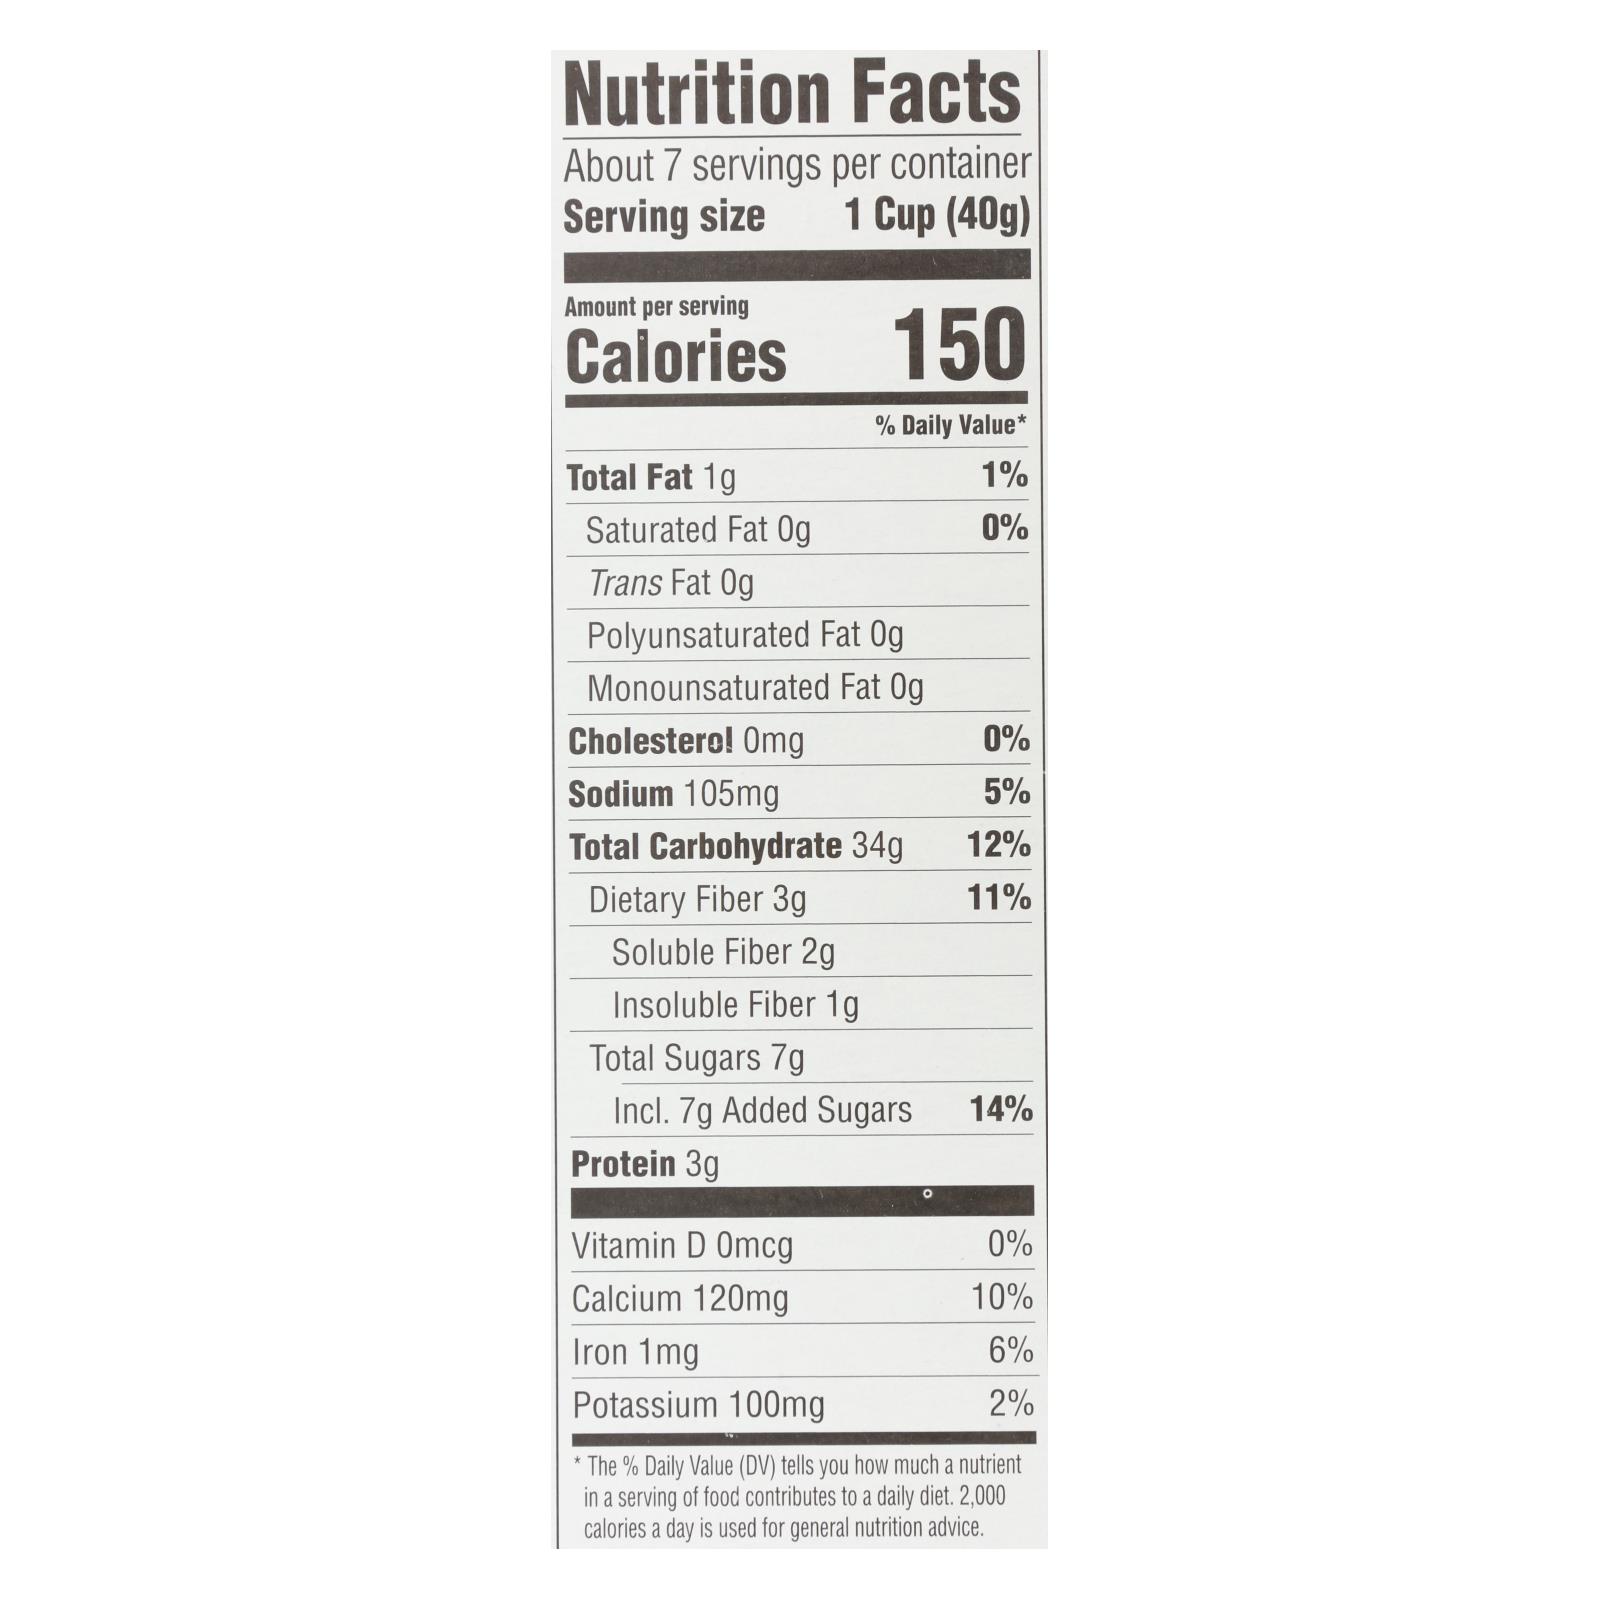 Nutrition Facts
About 7 servings per container
Serving size 1 Cup (40g)
Amount per serving
Calories 150
% Daily Value*
Total Fat 1g 1%
Saturated Fat 0g 0%
Trans Fat 0g
Polyunsaturated Fat 0g
Monounsaturated Fat 0g
Cholesterol 0mg 0%
Sodium 105mg 5%
Total Carbohydrate 34g 12%
Dietary Fiber 3g 11%
Soluble Fiber 2g
Insoluble Fiber 1g
Total Sugars 7g
Incl. 7g Added Sugars 14%
Protein 3g
Vitamin D 0mcg 0%
Calcium 120mg 10%
Iron 1mg 6%
Potassium 100mg 2%
* The % Daily Value (DV) tells you how much a nutrient
in a serving of food contributes to a daily diet. 2,000
calories a day is used for general nutrition advice.